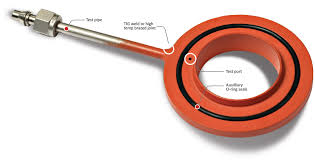 Test pipe
TIG weld or high
temp brazed joint
Test port
Auxiliary
O-ring seals